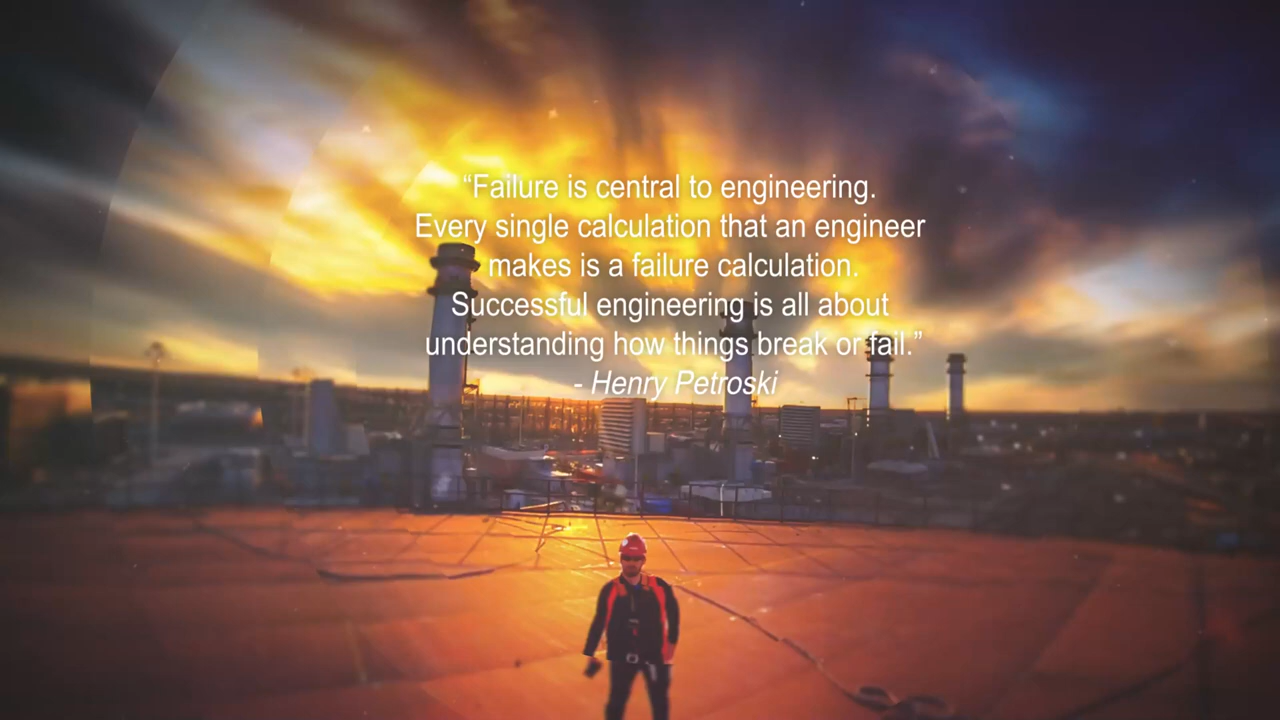 “Failure is central to engineering.
Every single calculation that an engineer
makes is a failure calculation.
Successful engineering is all about
understanding how things break or fail.”
- Henry Petroski